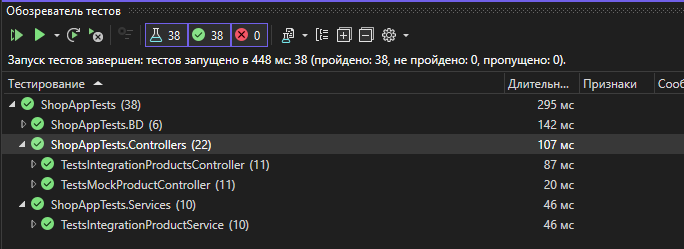 Обозреватель тестов
38 38 0
Запуск тестов завершен: тестов запущено в 448 мс: 38 (пройдено: 38, не пройдено: 0, пропущено: 0).
Тестирование Длительн... Признаки Сооб
ShopAppTests (38) 295 мс
ShopAppTests.BD (6) 142 мс
ShopAppTests.Controllers (22) 107 мс
TestsIntegrationProductsController (11) 87 мс
TestsMockProductController (11) 20 мс
ShopAppTests.Services (10) 46 мс
TestsIntegrationProductService (10) 46 мс